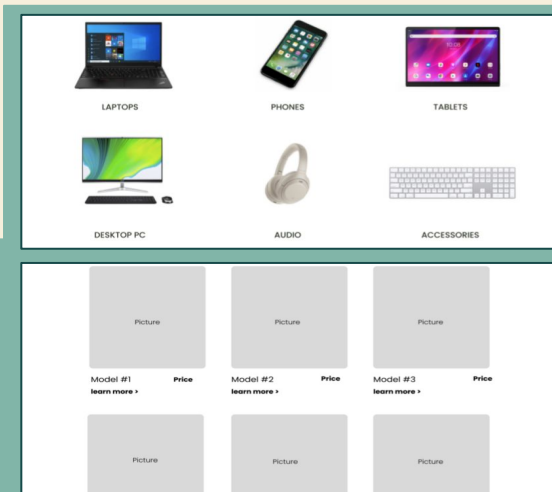 LAPTOPS PHONES TABLETS
DESKTOP PC AUDIO ACCESSORIES
Picture Picture Picture
Model #1 Price Model #2 Price Model #3 Price
learn more > learn more > learn more >
Picture Picture Picture